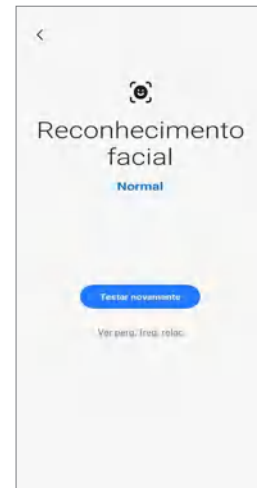 Reconhecimento
facial
Normal
Testar novamente
Ver perg. freq. relac.